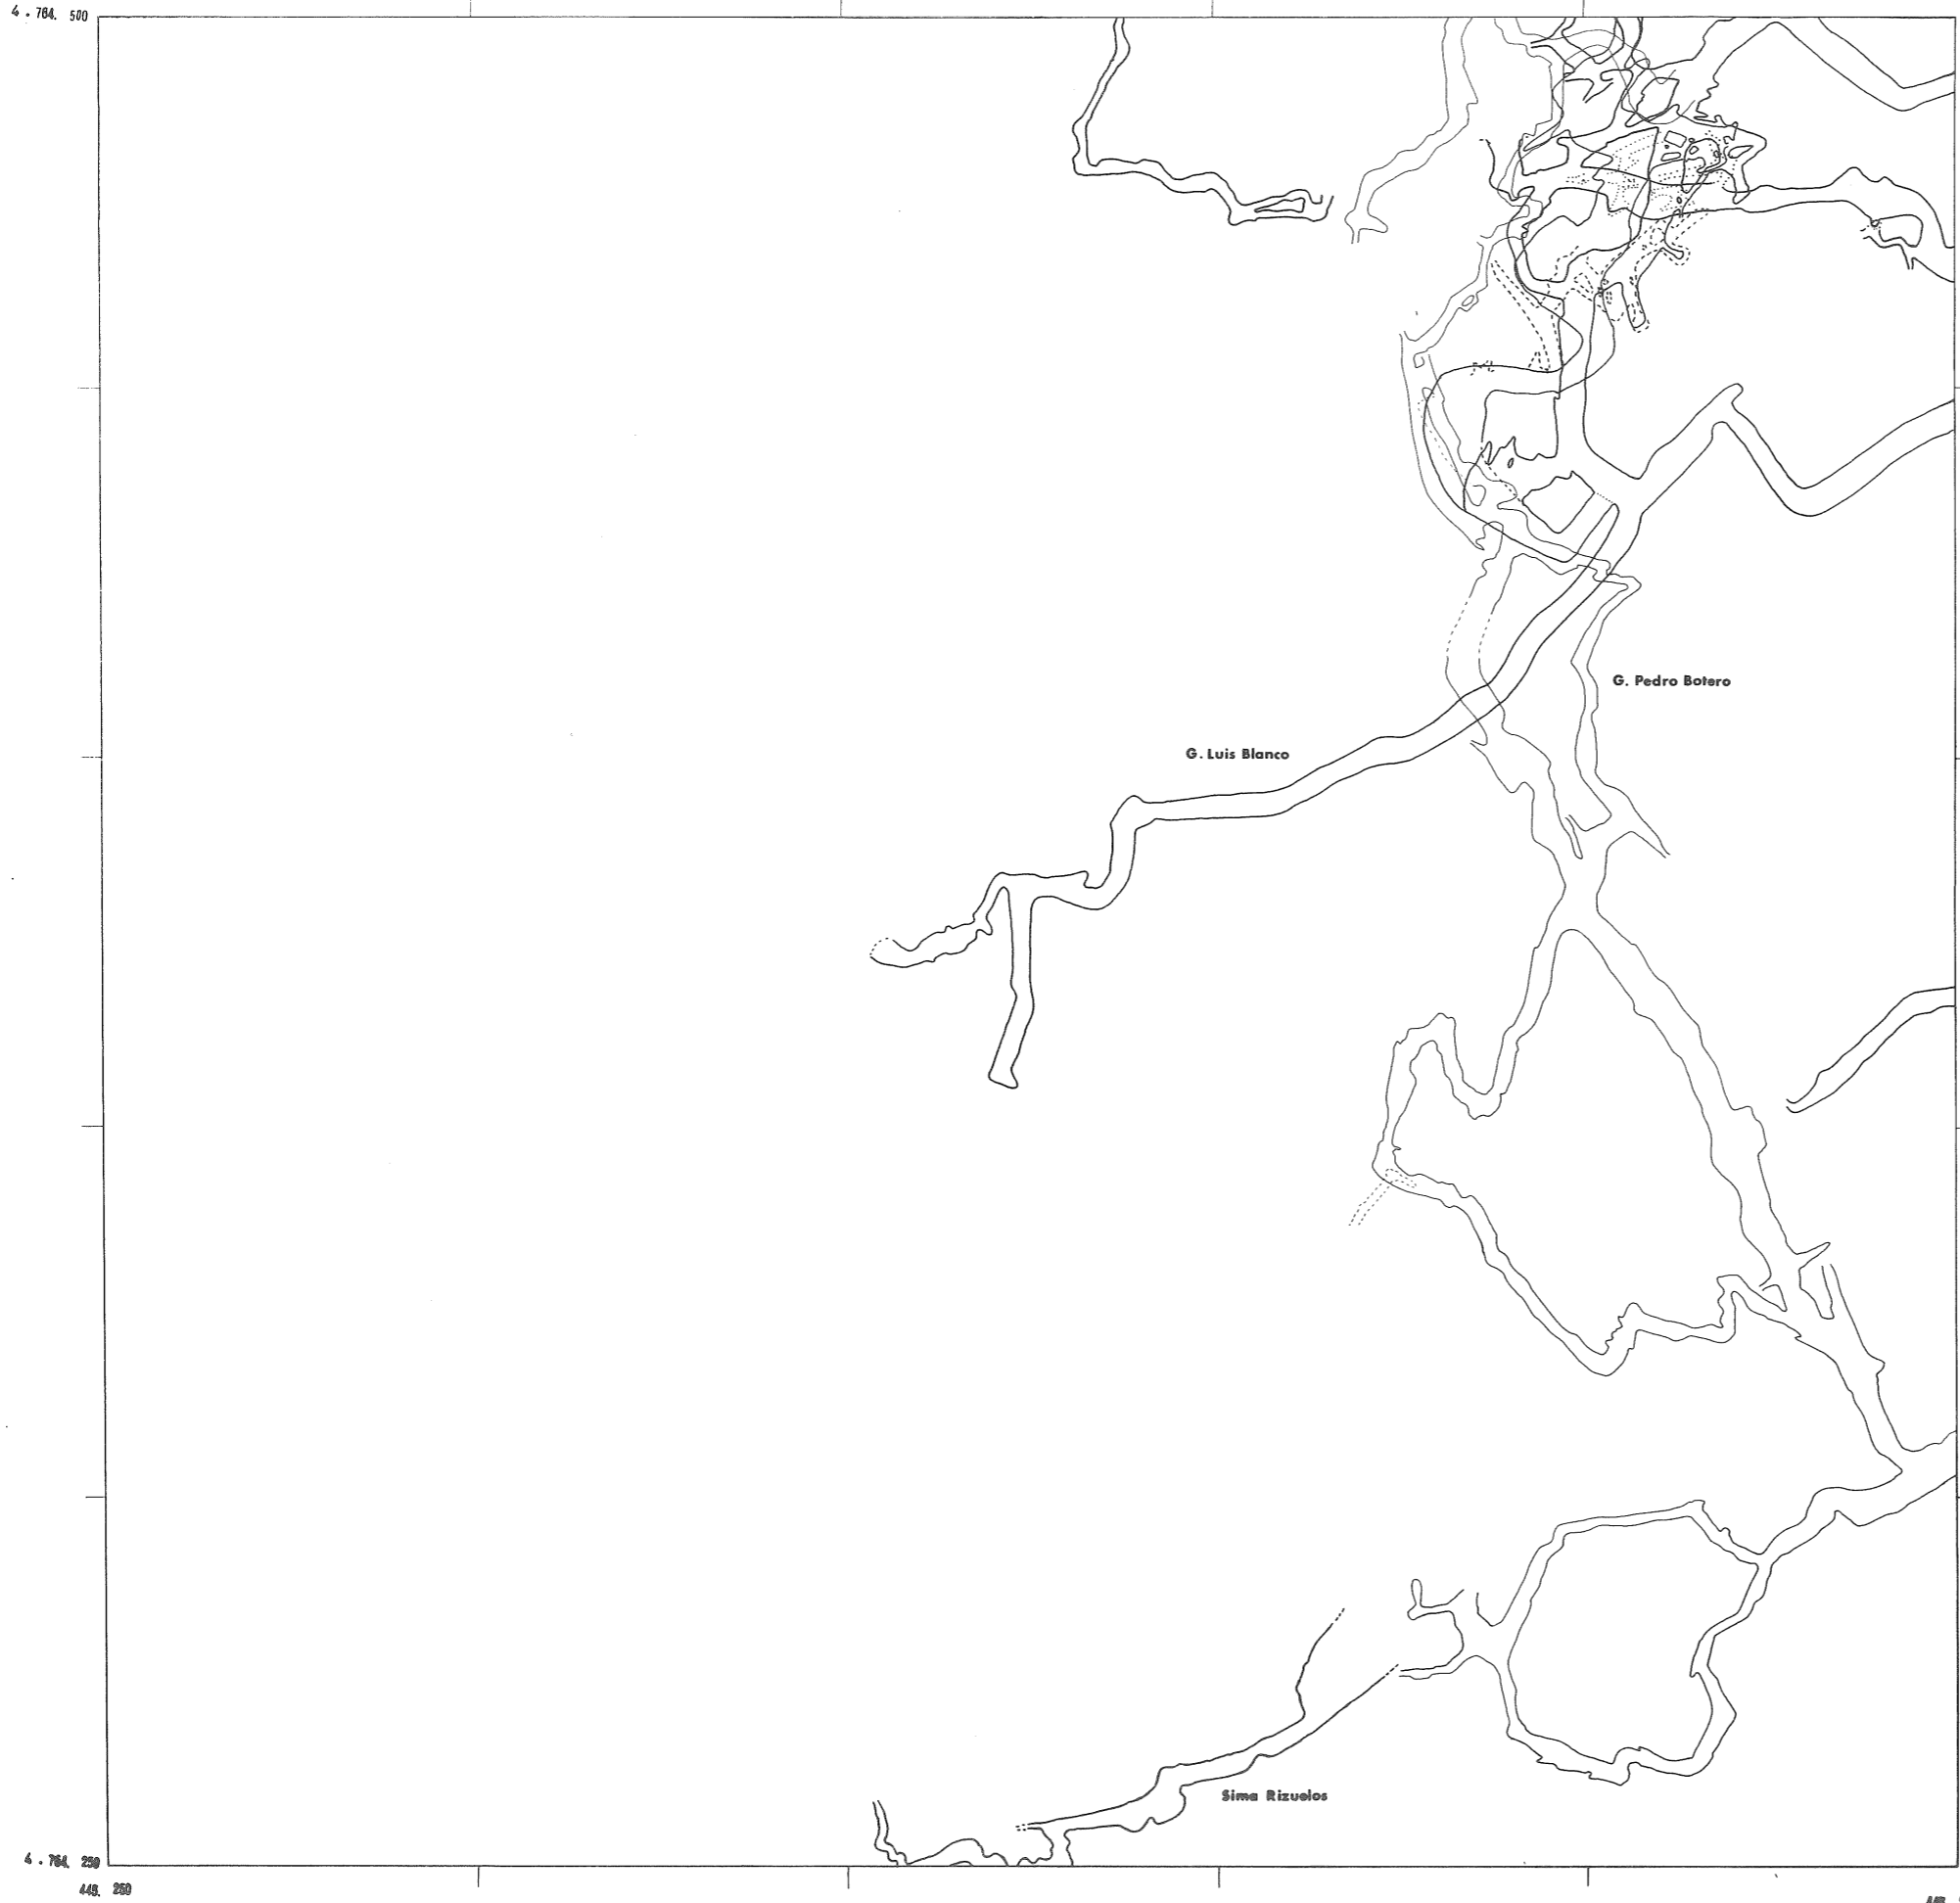 4.764. 500
G. Pedro Botero
G. Luis Blanco
Sima Rizuelos
4.764. 250
449. 250